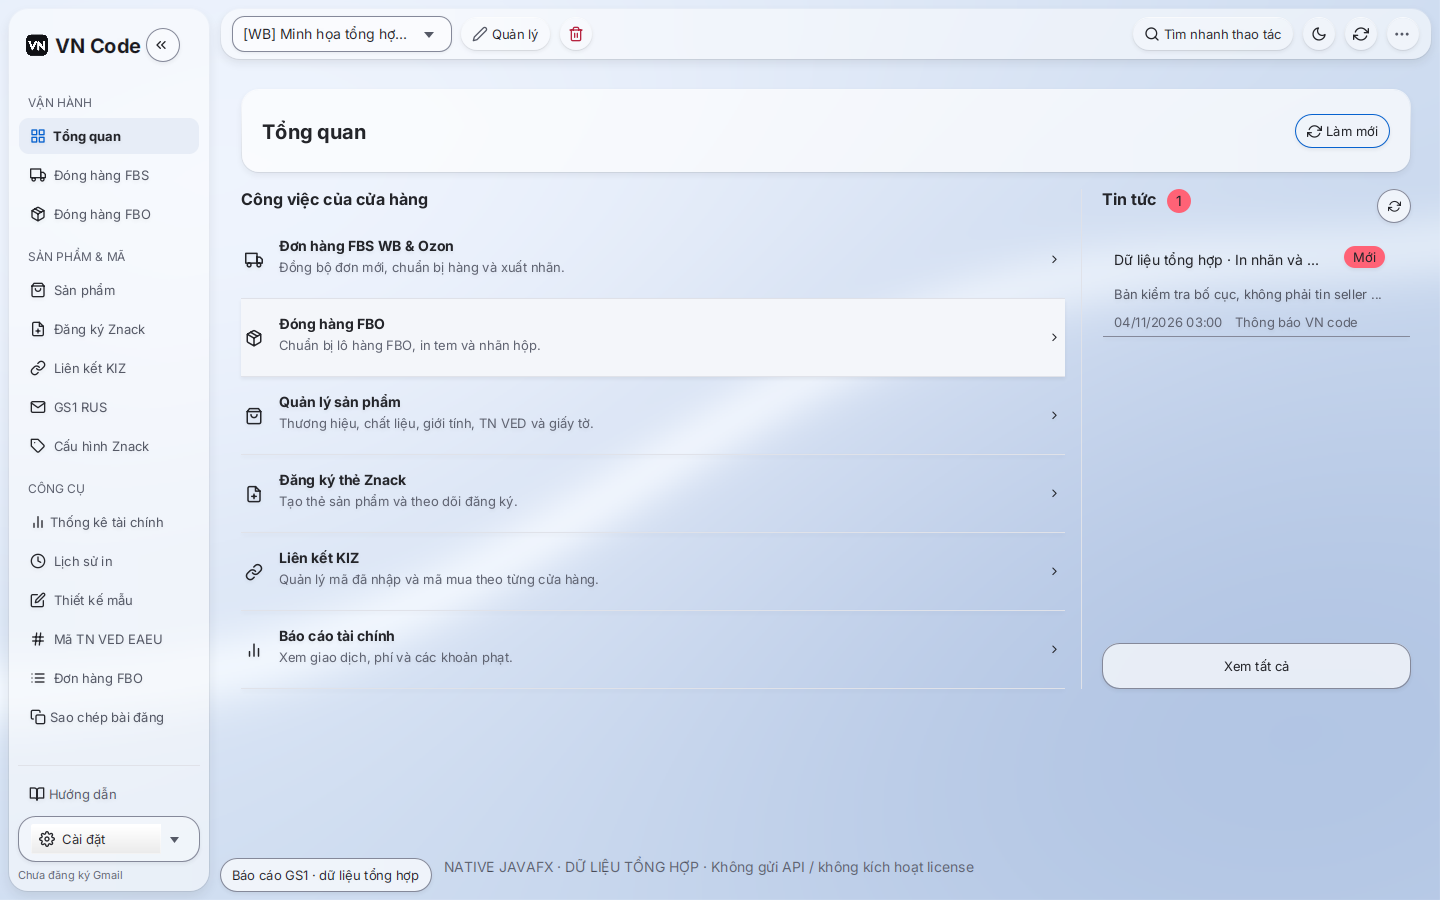 VN VN Code
VẬN HÀNH
Tổng quan
Đóng hàng FBS
Đóng hàng FBO
SẢN PHẨM & MÃ
Sản phẩm
Đăng ký Znack
Liên kết KIZ
GS1 RUS
Cấu hình Znack
CÔNG CỤ
Thống kê tài chính
Lịch sử in
Thiết kế mẫu
Mã TN VED EAEU
Đơn hàng FBO
Sao chép bài đăng
Hướng dẫn
Cài đặt
Chưa đăng ký Gmail
[WB] Minh họa tổng hợ...
Quản lý
Tìm nhanh thao tác
Tổng quan
Làm mới
Công việc của cửa hàng
Đơn hàng FBS WB & Ozon
Đồng bộ đơn mới, chuẩn bị hàng và xuất nhãn.
Đóng hàng FBO
Chuẩn bị lô hàng FBO, in tem và nhãn hộp.
Quản lý sản phẩm
Thương hiệu, chất liệu, giới tính, TN VED và giấy tờ.
Đăng ký thẻ Znack
Tạo thẻ sản phẩm và theo dõi đăng ký.
Liên kết KIZ
Quản lý mã đã nhập và mã mua theo từng cửa hàng.
Báo cáo tài chính
Xem giao dịch, phí và các khoản phạt.
Tin tức 1
Dữ liệu tổng hợp · In nhãn và ... Mới
Bản kiểm tra bố cục, không phải tin seller ...
04/11/2026 03:00 Thông báo VN code
Xem tất cả
Báo cáo GS1 · dữ liệu tổng hợp
NATIVE JAVAFX · DỮ LIỆU TỔNG HỢP · Không gửi API / không kích hoạt license